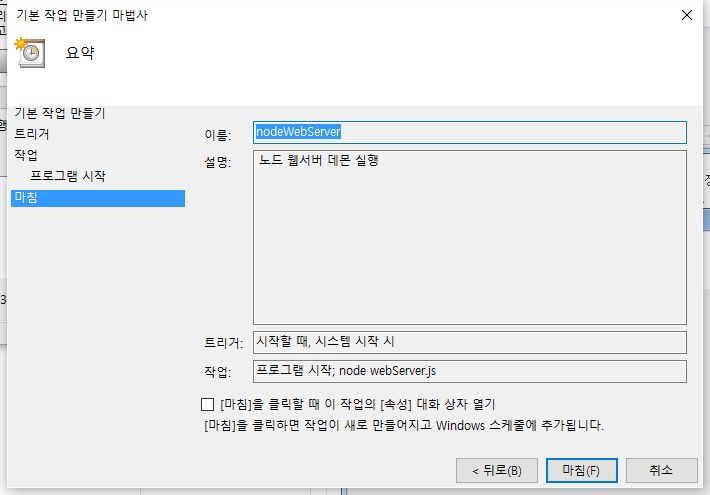 기본 작업 만들기 마법사
요약
기본 작업 만들기
트리거
작업
프로그램 시작
마침
이름:
nodeWebServer
설명:
노드 웹서버 데몬 실행
트리거:
시작할 때, 시스템 시작 시
작업:
프로그램 시작; node webServer.js
[마침]을 클릭할 때 이 작업의 [속성] 대화 상자 열기
[마침]을 클릭하면 작업이 새로 만들어지고 Windows 스케줄에 추가됩니다.
< 뒤로(B)
마침(F)
취소